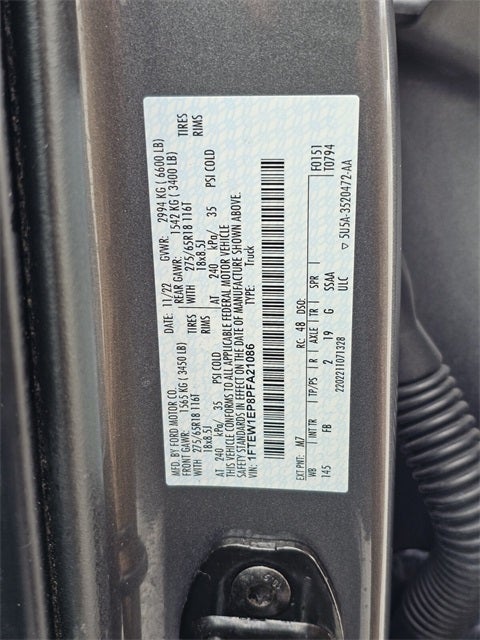 MFD. BY FORD MOTOR CO.
11/22
GVWR: 2994 KG ( 6600 LB)
FRONT GAWR: 1565 KG ( 3450 LB)
REAR GAWR: 1542 KG ( 3400 LB)
WITH 275/65R18 116T TIRES
WITH 275/65R18 116T TIRES
18x8.5J RIMS
18x8.5J RIMS
AT 240 kPa/ 35 PSI COLD
AT 240 kPa/ 35 PSI COLD
THIS VEHICLE CONFORMS TO ALL APPLICABLE FEDERAL MOTOR VEHICLE
SAFETY STANDARDS IN EFFECT ON THE DATE OF MANUFACTURE SHOWN ABOVE.
VIN: 1FTEW1EP8PFA21086
TYPE: Truck
F0151
T0794
EXT PNT: M7 RC: 48 DSO:
WB INT TR TP/PS R AXLE TR SPR
145 FB 2 19 G SSAA
2202211071328 ULC
▽ 5U5A-3520472-AA